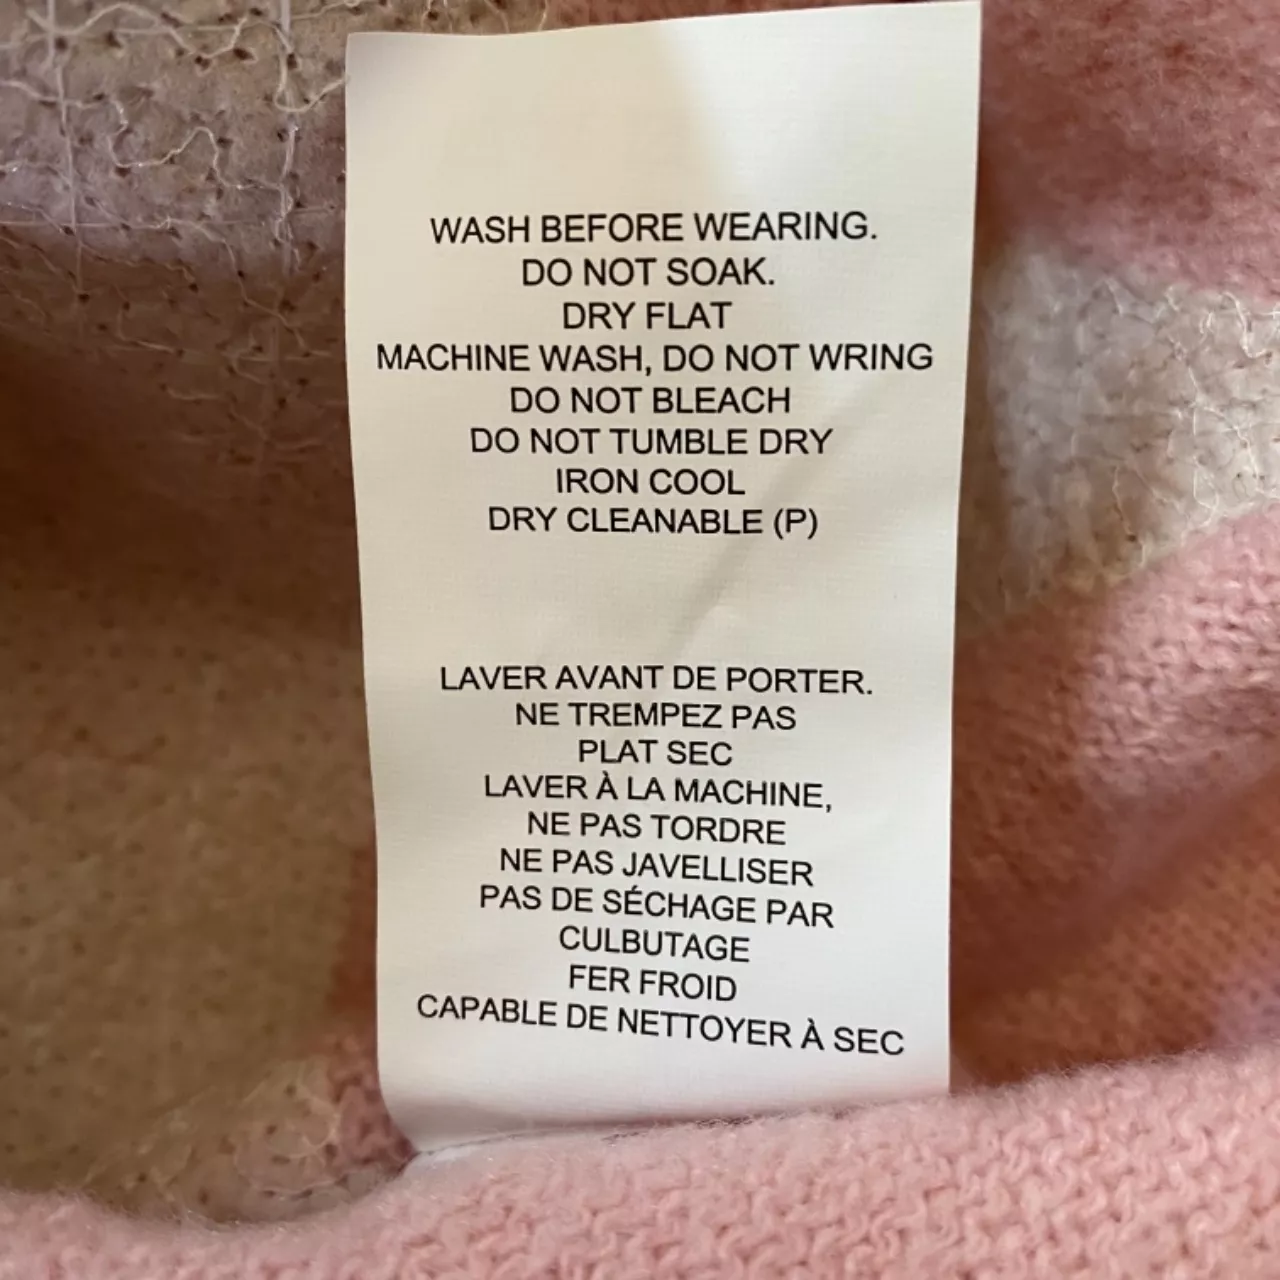 WASH BEFORE WEARING.
DO NOT SOAK.
DRY FLAT
MACHINE WASH, DO NOT WRING
DO NOT BLEACH
DO NOT TUMBLE DRY
IRON COOL
DRY CLEANABLE (P)
LAVER AVANT DE PORTER.
NE TREMPEZ PAS
PLAT SEC
LAVER À LA MACHINE,
NE PAS TORDRE
NE PAS JAVELLISER
PAS DE SÉCHAGE PAR
CULBUTAGE
FER FROID
CAPABLE DE NETTOYER À SEC